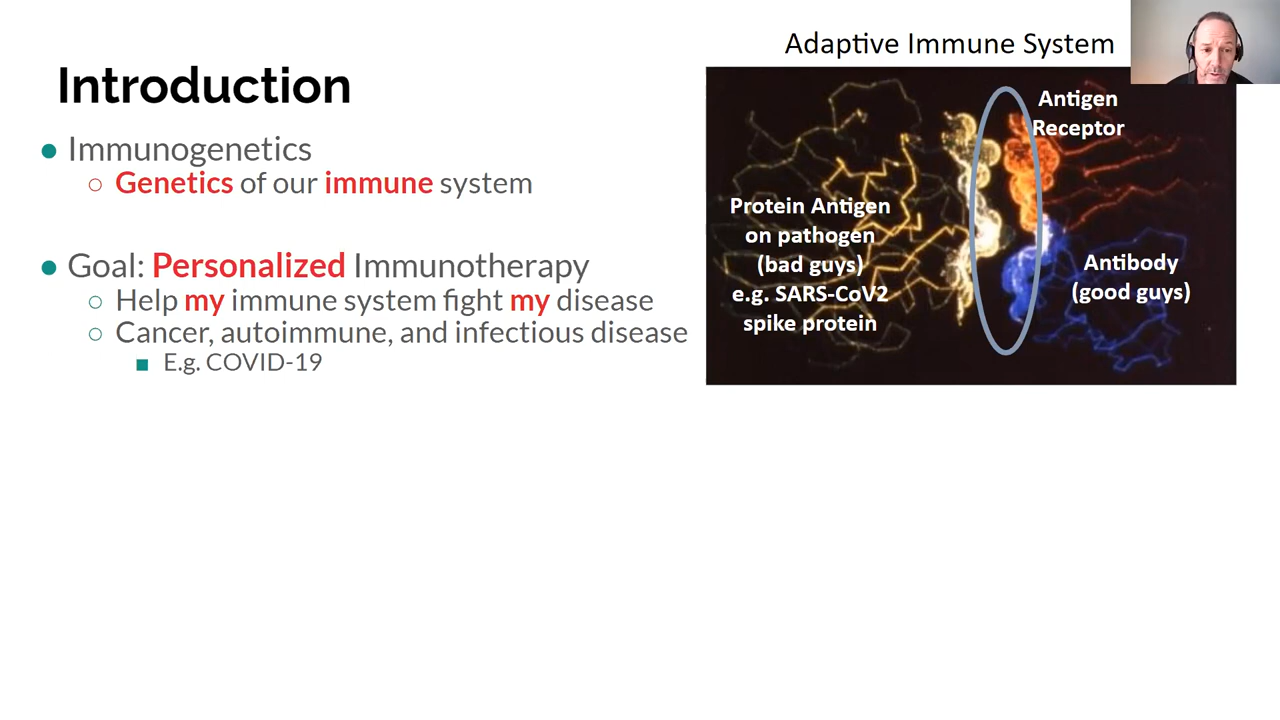 Introduction
Immunogenetics
Genetics of our immune system
Goal: Personalized Immunotherapy
Help my immune system fight my disease
Cancer, autoimmune, and infectious disease
E.g. COVID-19
Adaptive Immune System
Antigen
Receptor
Protein Antigen
on pathogen
(bad guys)
e.g. SARS-CoV2
spike protein
Antibody
(good guys)